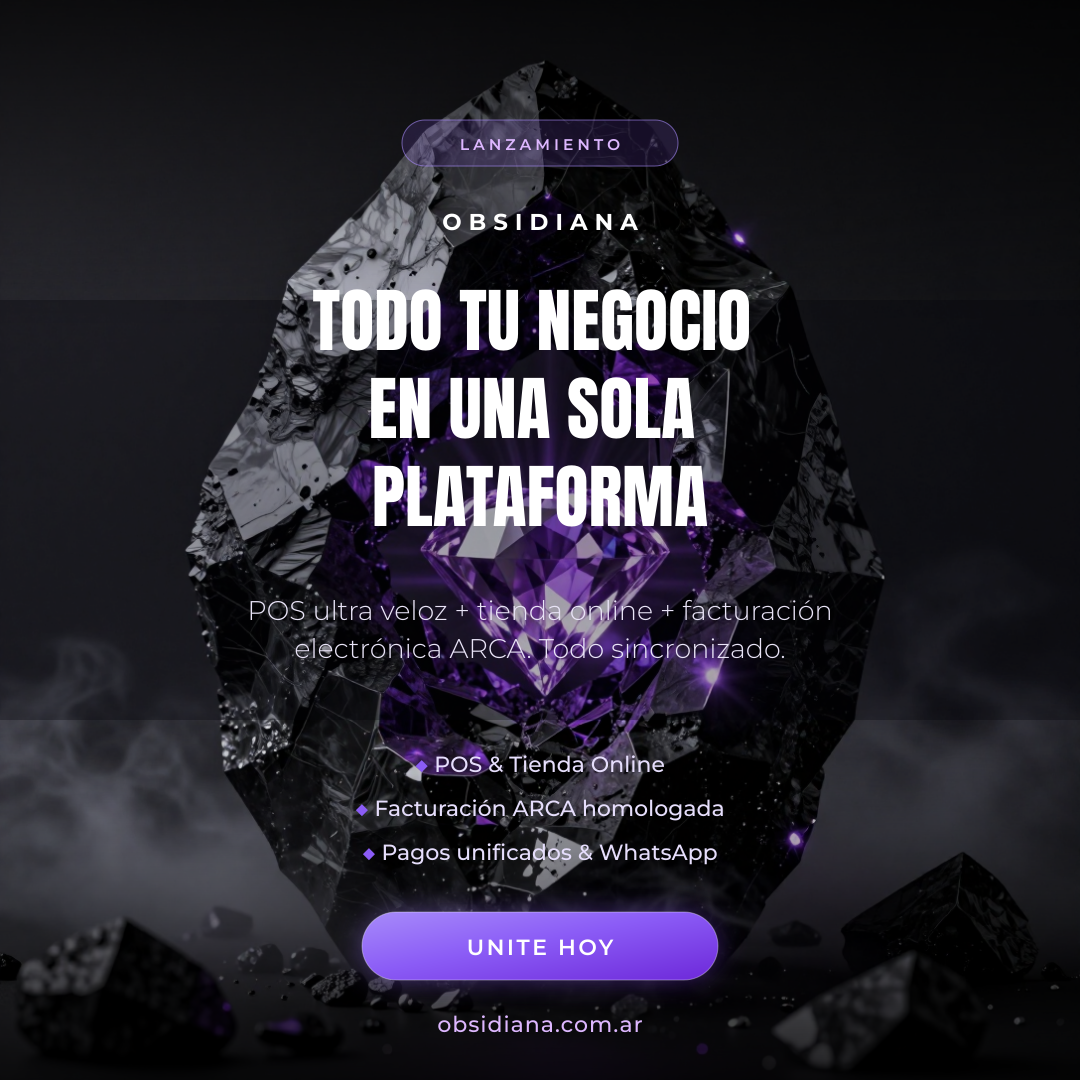 LANZAMIENTO
OBSIDIANA
TODO TU NEGOCIO
EN UNA SOLA
PLATAFORMA
POS ultra veloz + tienda online + facturación
electrónica ARCA. Todo sincronizado.
◆ POS & Tienda Online
◆ Facturación ARCA homologada
◆ Pagos unificados & WhatsApp
UNITE HOY
obsidiana.com.ar